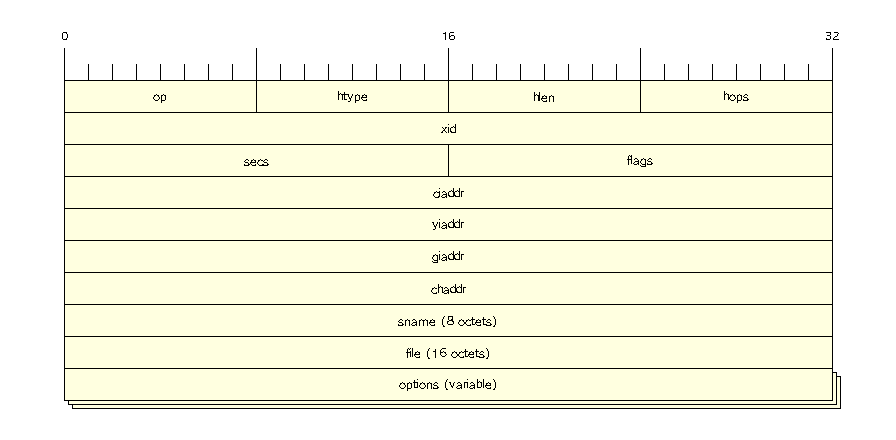 0 16 32
op htype hlen hops
xid
secs flags
ciaddr
yiaddr
giaddr
chaddr
sname (8 octets)
file (16 octets)
options (variable)